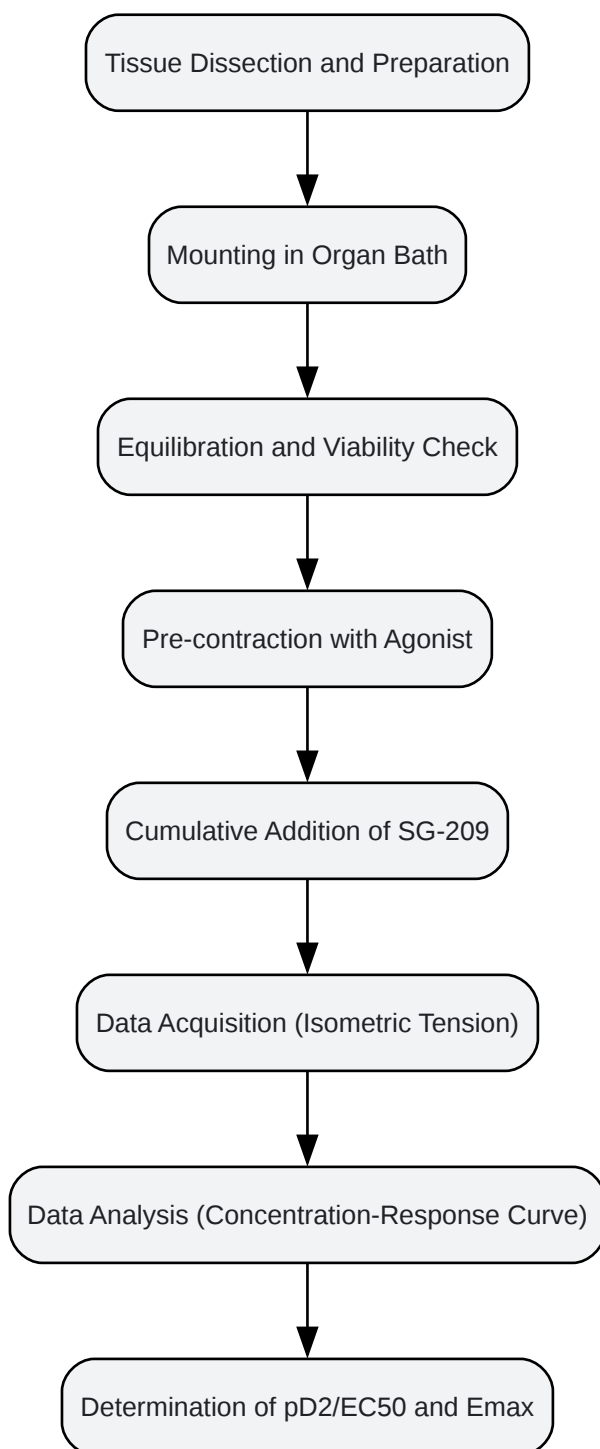 Tissue Dissection and Preparation
Mounting in Organ Bath
Equilibration and Viability Check
Pre-contraction with Agonist
Cumulative Addition of SG-209
Data Acquisition (Isometric Tension)
Data Analysis (Concentration-Response Curve)
Determination of pD2/EC50 and Emax